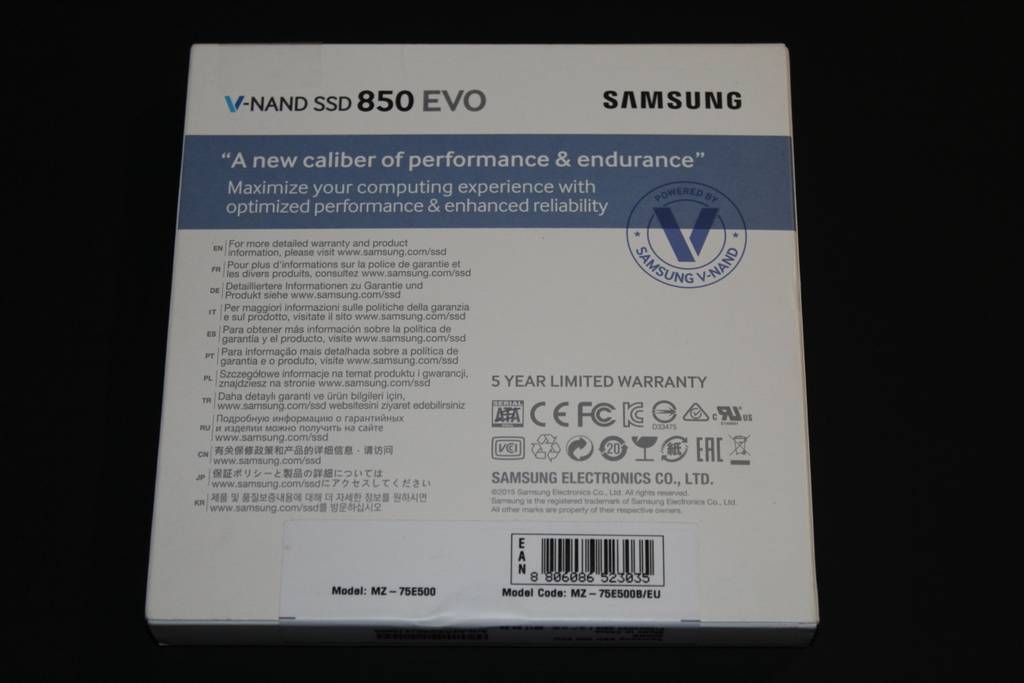 V-NAND SSD 850 EVO
SAMSUNG
"A new caliber of performance & endurance"
Maximize your computing experience with
optimized performance & enhanced reliability
POWERED BY
SAMSUNG V-NAND
EN For more detailed warranty and product
information, please visit www.samsung.com/ssd
FR Pour plus d'informations sur la police de garantie et
les divers produits, consultez www.samsung.com/ssd
DE Detailliertere Informationen zu Garantie und
Produkt siehe www.samsung.com/ssd
IT Per maggiori informazioni sulle politiche della garanzia
e sul prodotto, visitate il sito www.samsung.com/ssd
ES Para obtener más información sobre la política de
garantía y el producto, visite www.samsung.com/ssd
PT Para informação mais detalhada sobre a política de
garantia e o produto, visite www.samsung.com/ssd
PL Szczegółowe informacje na temat produktu i gwarancji,
znajdziesz na stronie www.samsung.com/ssd
TR Daha detaylı garanti ve ürün bilgileri için,
www.samsung.com/ssd websitesini ziyaret edebilirsiniz
RU Подробную информацию о гарантийных
и изделии можно получить на сайте
www.samsung.com/ssd
CN 有关保修政策和产品的详细信息，请访问
www.samsung.com/ssd
JP 保証ポリシーと製品の詳細については
www.samsung.com/ssdにアクセスしてください
KR 제품 및 품질보증내용에 대해 더 자세한 정보를 원하시면
www.samsung.com/ssd를 방문하십시오
5 YEAR LIMITED WARRANTY
SERIAL ATA CE FC D33475 c UL US
VCI 20 紙 EAC
SAMSUNG ELECTRONICS CO., LTD.
©2015 Samsung Electronics Co., Ltd. All rights reserved.
Samsung is the registered trademark of Samsung Electronics Co., Ltd.
All other marks are property of their respective owners.
EAN
8 806086 523035
Model: MZ-75E500
Model Code: MZ-75E500B/EU